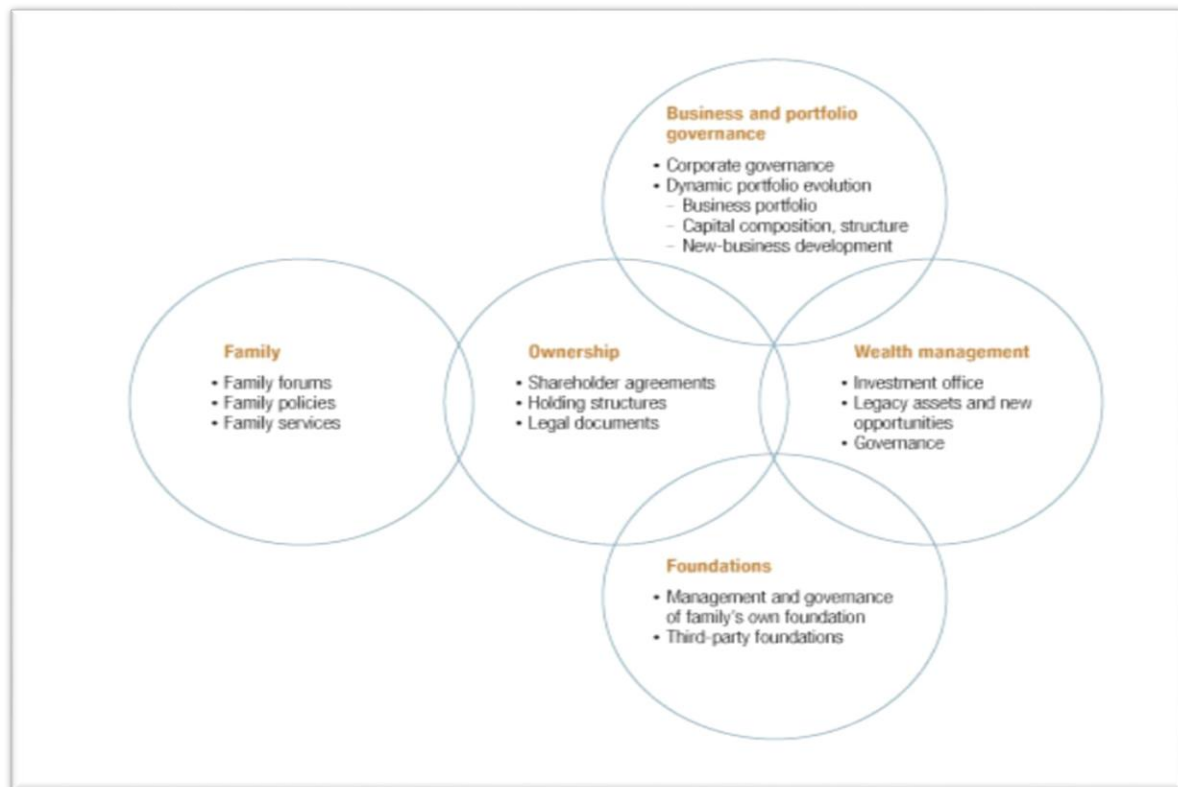 Business and portfolio
governance
• Corporate governance
• Dynamic portfolio evolution
– Business portfolio
– Capital composition, structure
– New-business development
Family
• Family forums
• Family policies
• Family services
Ownership
• Shareholder agreements
• Holding structures
• Legal documents
Wealth management
• Investment office
• Legacy assets and new
opportunities
• Governance
Foundations
• Management and governance
of family's own foundation
• Third-party foundations